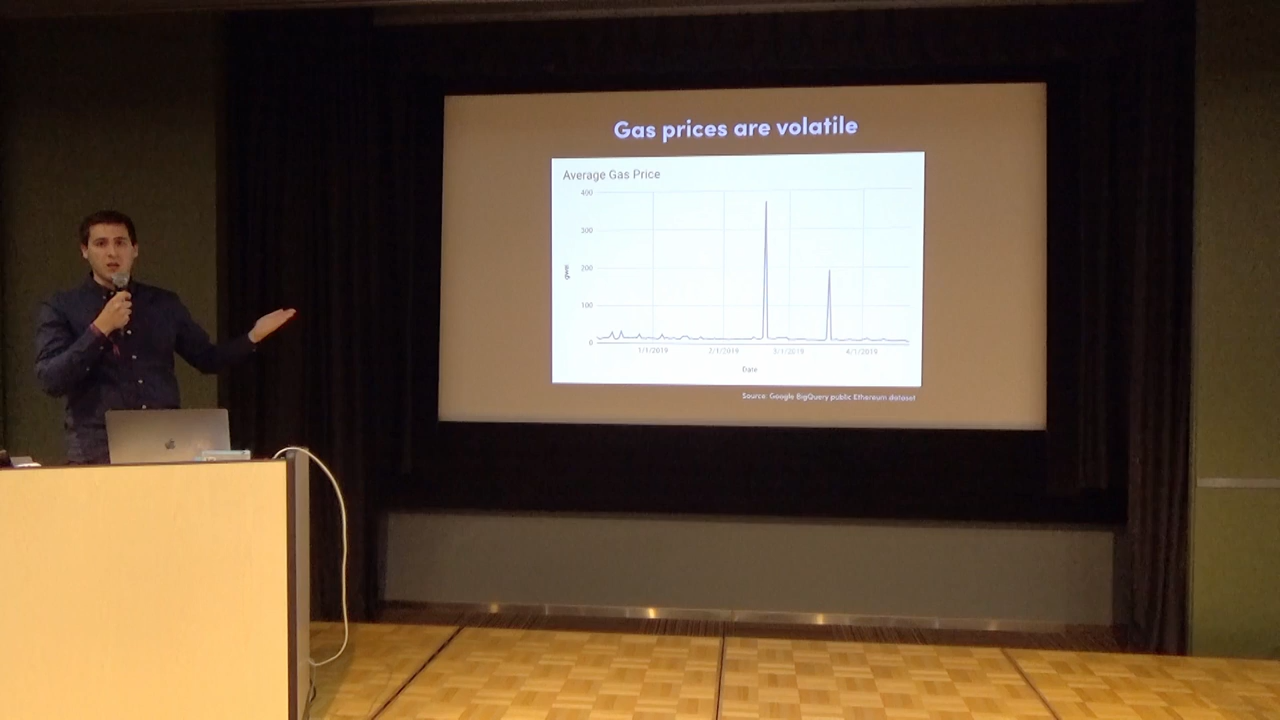 Gas prices are volatile
Average Gas Price
400
300
200
100
0
gwei
1/1/2019 2/1/2019 3/1/2019 4/1/2019
Date
Source: Google BigQuery public Ethereum dataset